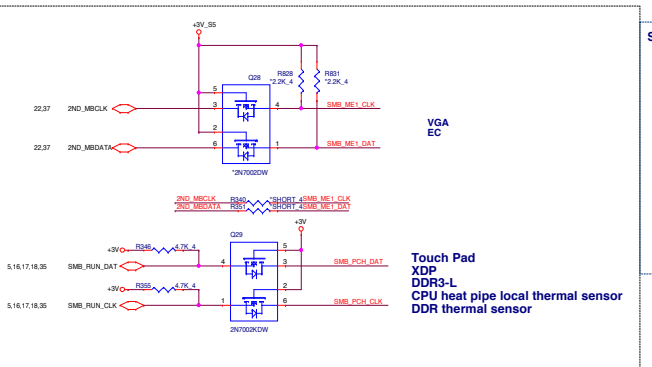 +3V_S5
S
Q28
R828
*2.2K_4
R831
*2.2K_4
5
22,37 2ND_MBCLK 3 4 SMB_ME1_CLK
VGA
EC
2
22,37 2ND_MBDATA 6 1 SMB_ME1_DAT
*2N7002DW
2ND_MBCLK R340 *SHORT_4 SMB_ME1_CLK
2ND_MBDATA R351 *SHORT_4 SMB_ME1_DAT
+3V
Q29
+3V R346 4.7K_4 5
5,16,17,18,35 SMB_RUN_DAT 4 3 SMB_PCH_DAT
+3V R355 4.7K_4 2
5,16,17,18,35 SMB_RUN_CLK 1 6 SMB_PCH_CLK
2N7002KDW
Touch Pad
XDP
DDR3-L
CPU heat pipe local thermal sensor
DDR thermal sensor